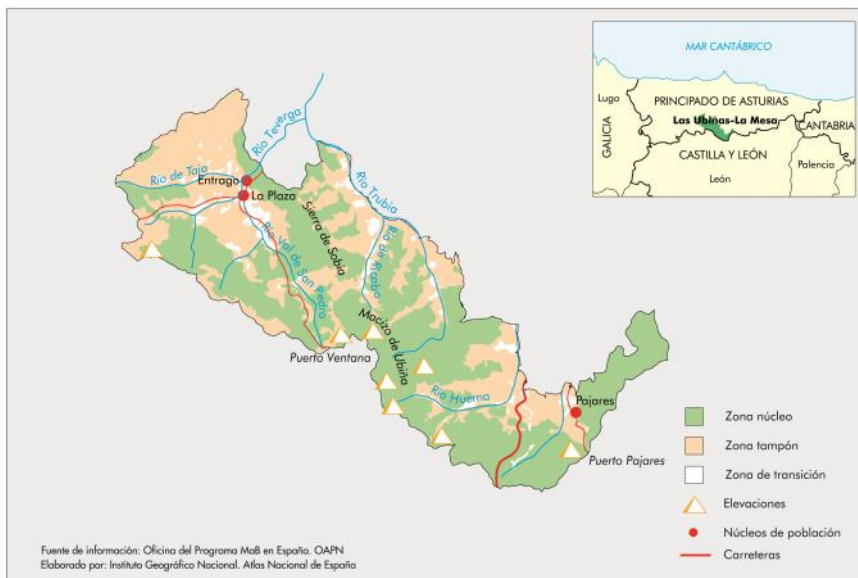 MAR CANTÁBRICO
Lugo
PRINCIPADO DE ASTURIAS
Las Ubiñas-La Mesa
CANTABRIA
GALICIA
CASTILLA Y LEÓN
Palencia
León
Río Teverga
Entrago
Río de Taja
La Plaza
Río Trubia
Sierra de Sobia
Río Val de San Pedro
Río de Ricabo
Macizo de Ubiña
Puerto Ventana
Río Huerna
Pajares
Puerto Pajares
Zona núcleo
Zona tampón
Zona de transición
Elevaciones
Núcleos de población
Carreteras
Fuente de información: Oficina del Programa MaB en España. OAPN
Elaborado por: Instituto Geográfico Nacional. Atlas Nacional de España